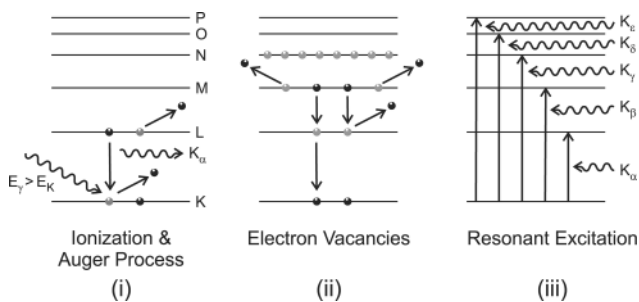 P
O
N
M
L
K
Kα
Eγ > EK
Kε
Kδ
Kγ
Kβ
Kα
Ionization &
Auger Process
Electron Vacancies
Resonant Excitation
(i)
(ii)
(iii)